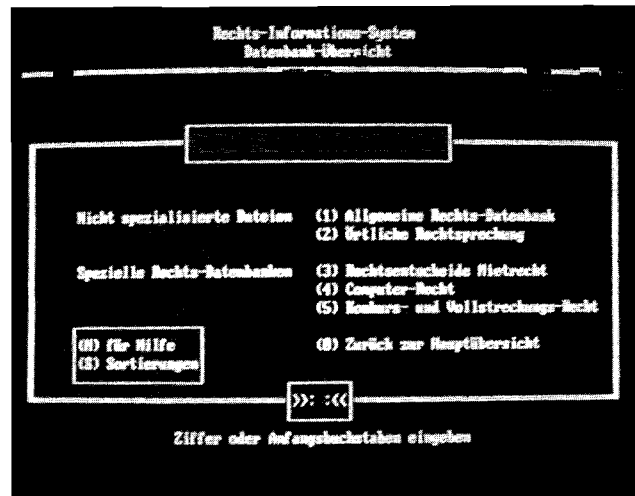 Rechts-Informations-System
Datenbank-Übersicht
Nicht spezialisierte Dateien (1) Allgemeine Rechts-Datenbank
(2) Örtliche Rechtsprechung
Spezielle Rechts-Datenbanken (3) Rechtsentscheide Mietrecht
(4) Computer-Recht
(5) Konkurs- und Vollstreckungs-Recht
(H) für Hilfe (0) Zurück zur Hauptübersicht
(S) Sortierungen
>>: :<<
Ziffer oder Anfangsbuchstaben eingeben